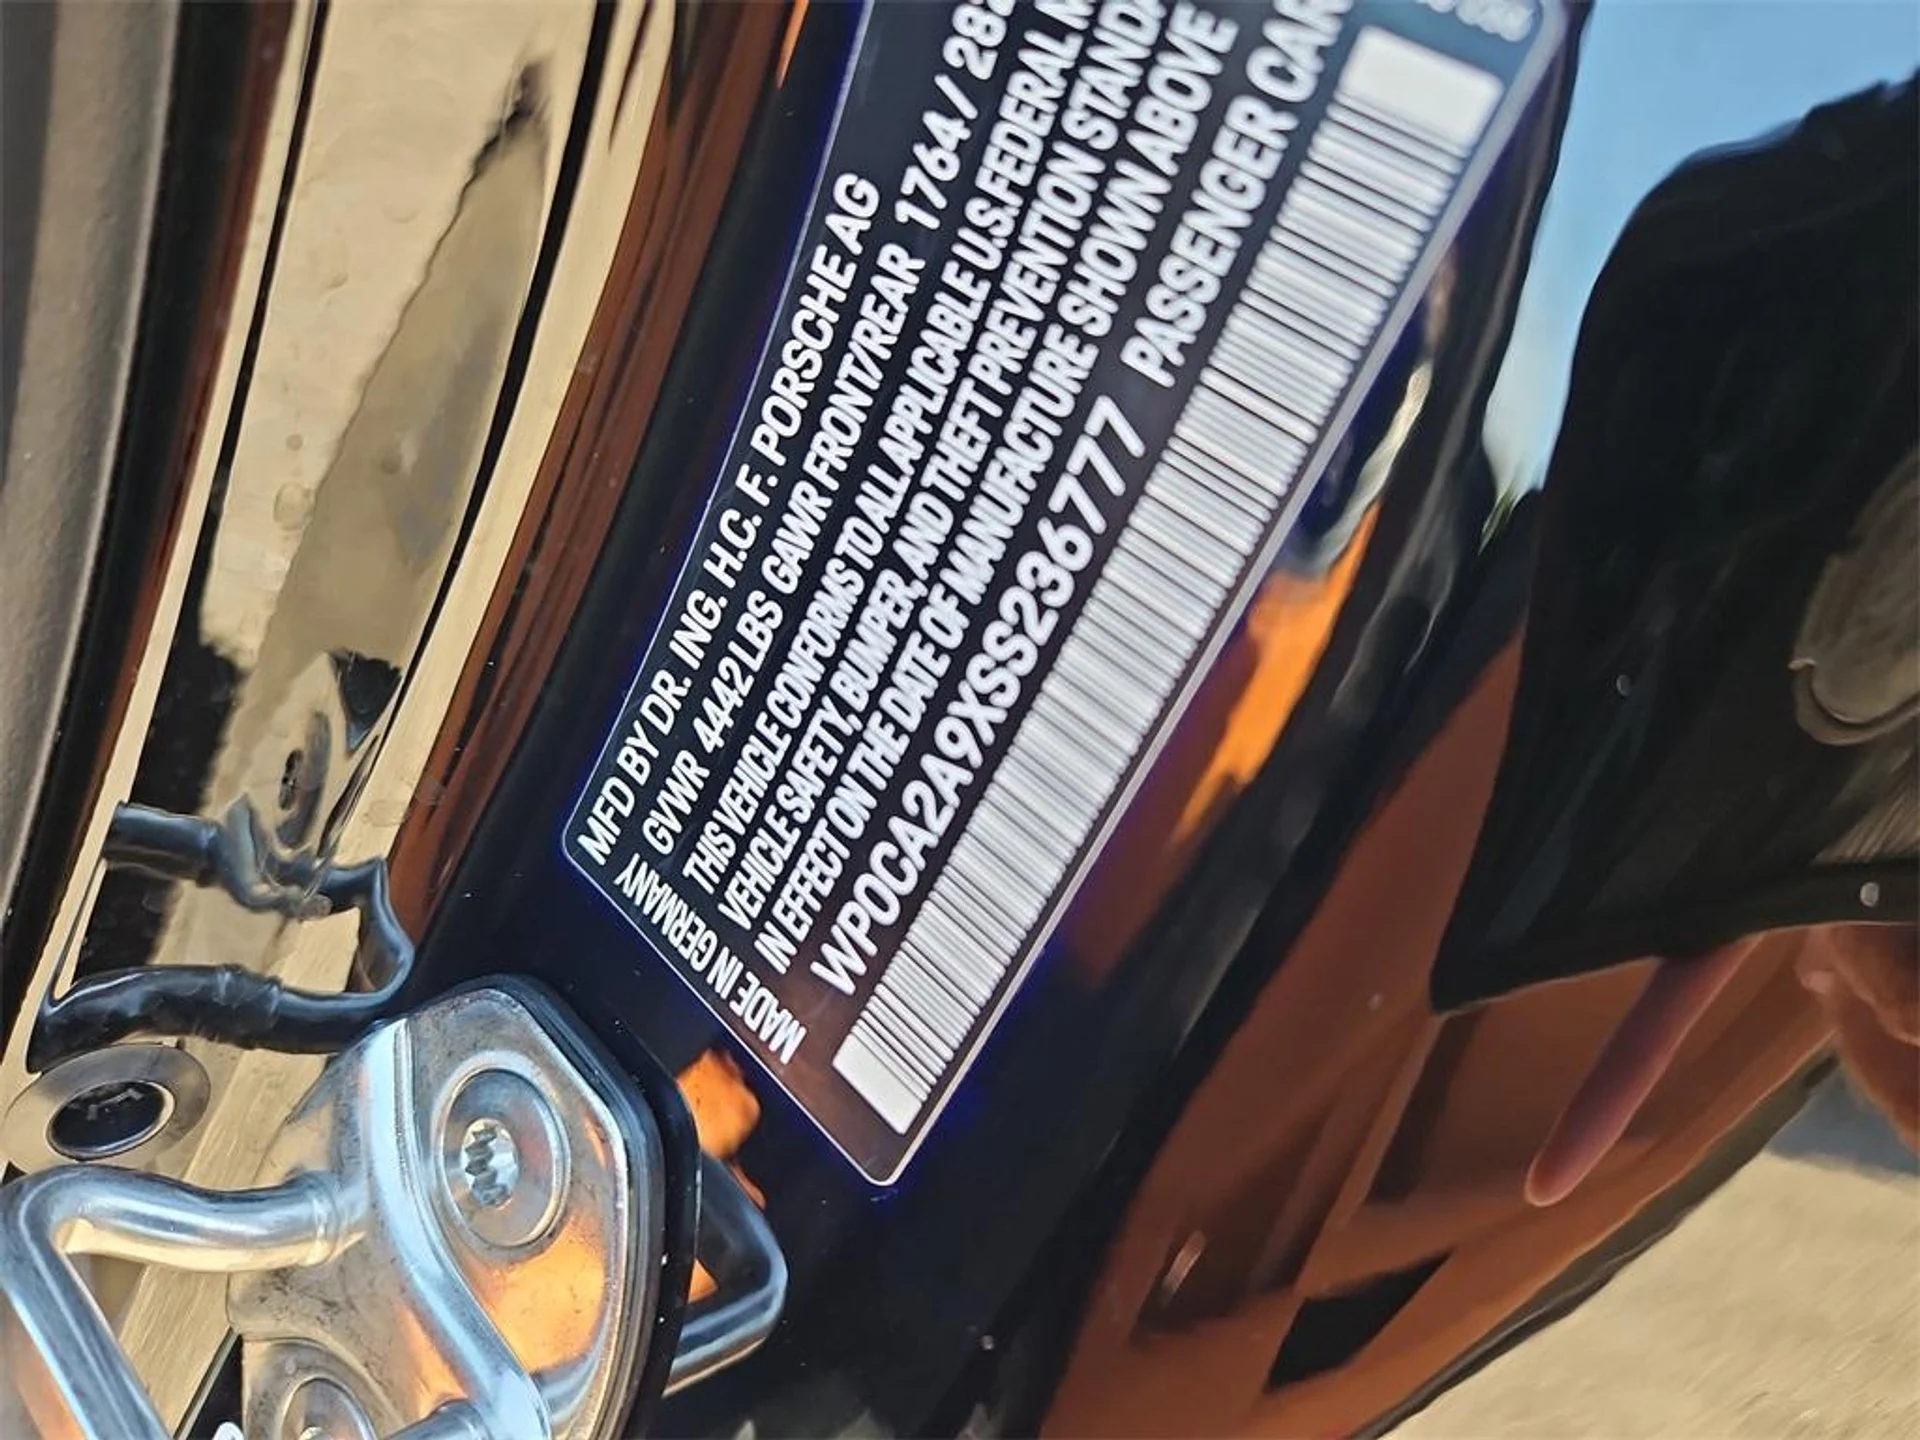 MFD BY DR. ING. H.C. F. PORSCHE AG
GVWR 4442 LBS GAWR FRONT/REAR 1764 /
THIS VEHICLE CONFORMS TO ALL APPLICABLE U.S. FEDERAL
VEHICLE SAFETY, BUMPER, AND THEFT PREVENTION
IN EFFECT ON THE DATE OF MANUFACTURE SHOWN ABOVE
WP0CA2A9XSS236777 PASSENGER CAR
MADE IN GERMANY